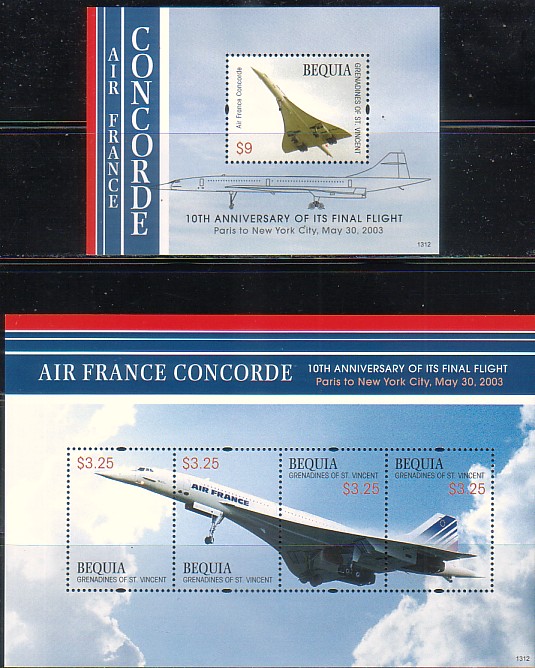 AIR FRANCE
CONCORDE
Air France Concorde
BEQUIA
GRENADINES OF ST. VINCENT
$9
10TH ANNIVERSARY OF ITS FINAL FLIGHT
Paris to New York City, May 30, 2003
1312
AIR FRANCE CONCORDE
10TH ANNIVERSARY OF ITS FINAL FLIGHT
Paris to New York City, May 30, 2003
$3.25
BEQUIA
GRENADINES OF ST. VINCENT
$3.25
BEQUIA
GRENADINES OF ST. VINCENT
BEQUIA
GRENADINES OF ST. VINCENT
$3.25
BEQUIA
GRENADINES OF ST. VINCENT
$3.25
AIR FRANCE
1312